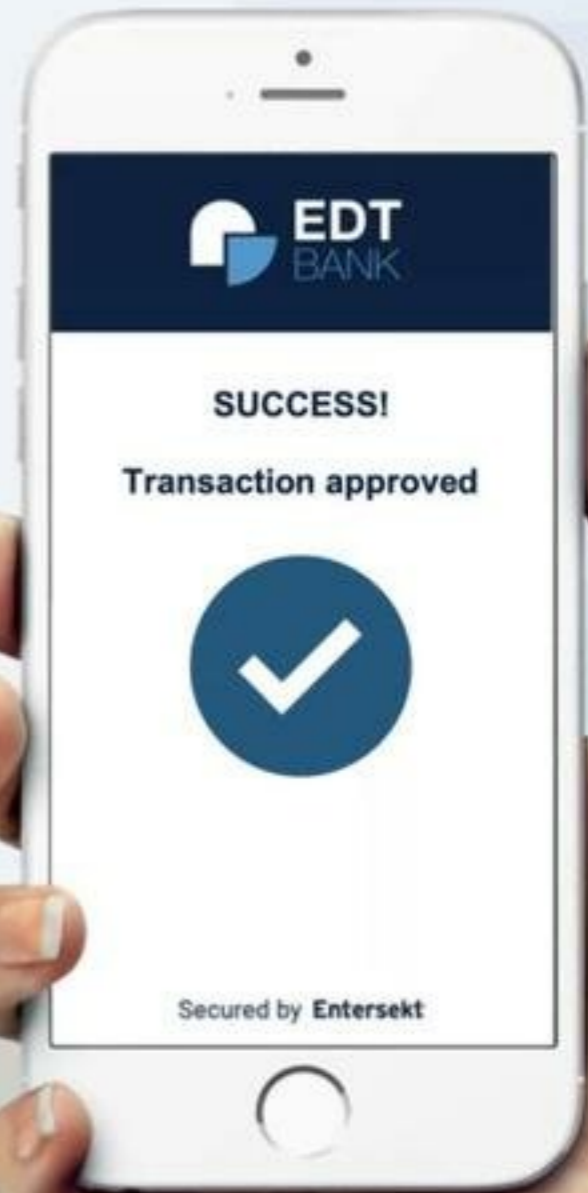 EDT
BANK
SUCCESS!
Transaction approved
Secured by Entersekt